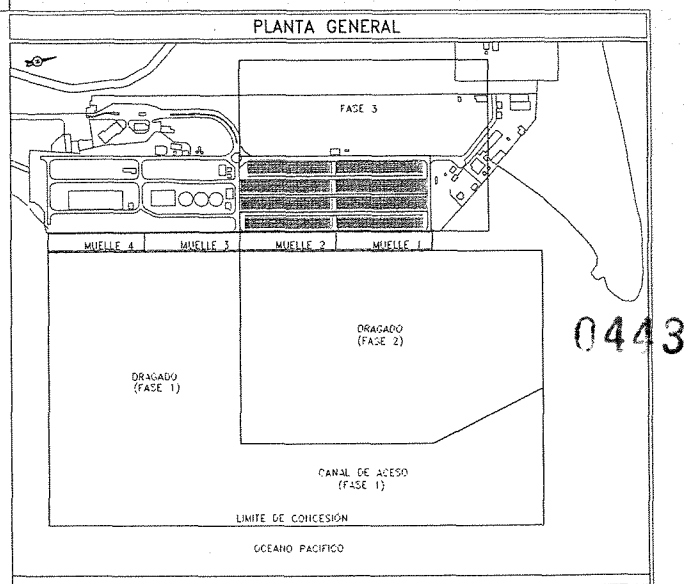 PLANTA GENERAL
FASE 3
MUELLE 4
MUELLE 3
MUELLE 2
MUELLE 1
DRAGADO
(FASE 2)
0443
DRAGADO
(FASE 1)
CANAL DE ACESO
(FASE 1)
LIMITE DE CONCESIÓN
OCEANO PACIFICO